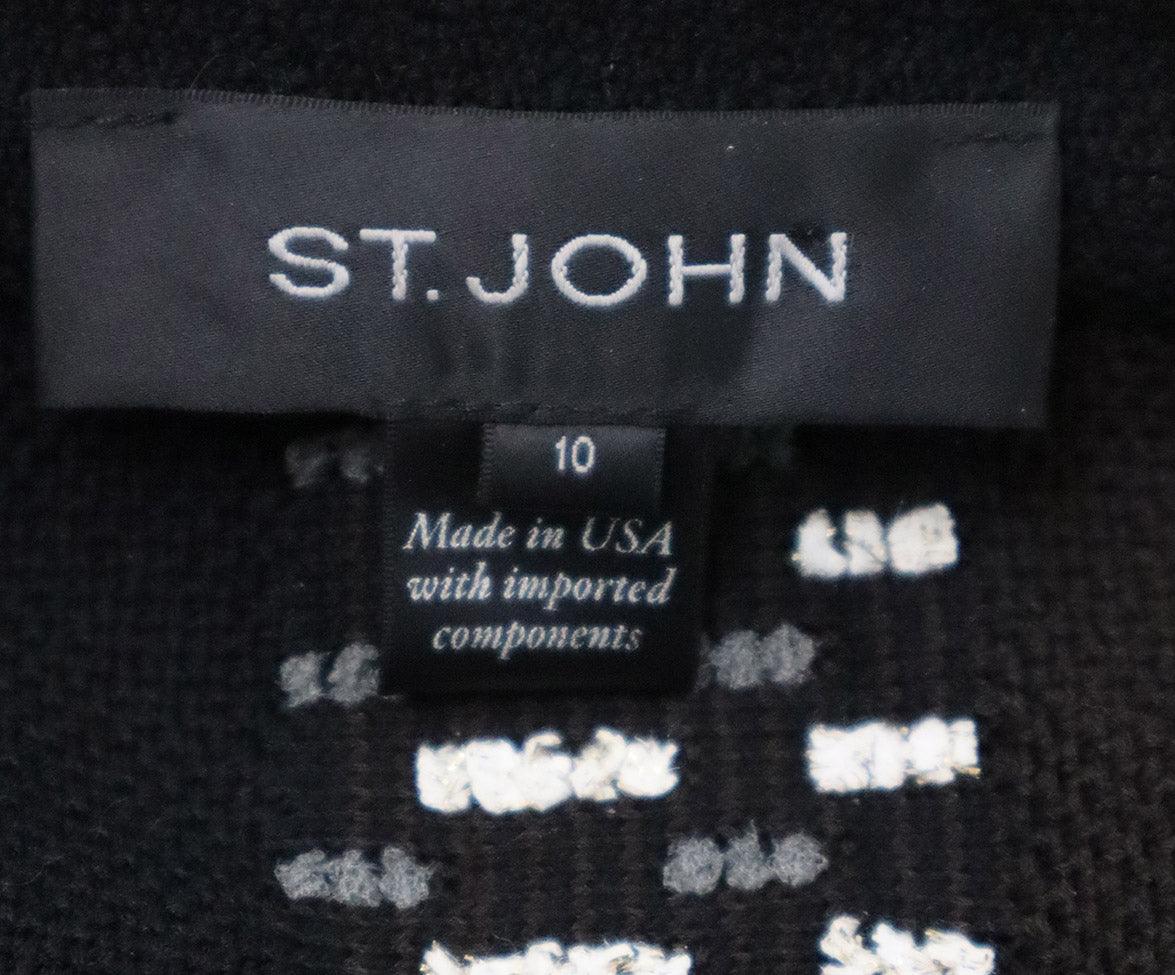 ST. JOHN
10
Made in USA
with imported
components